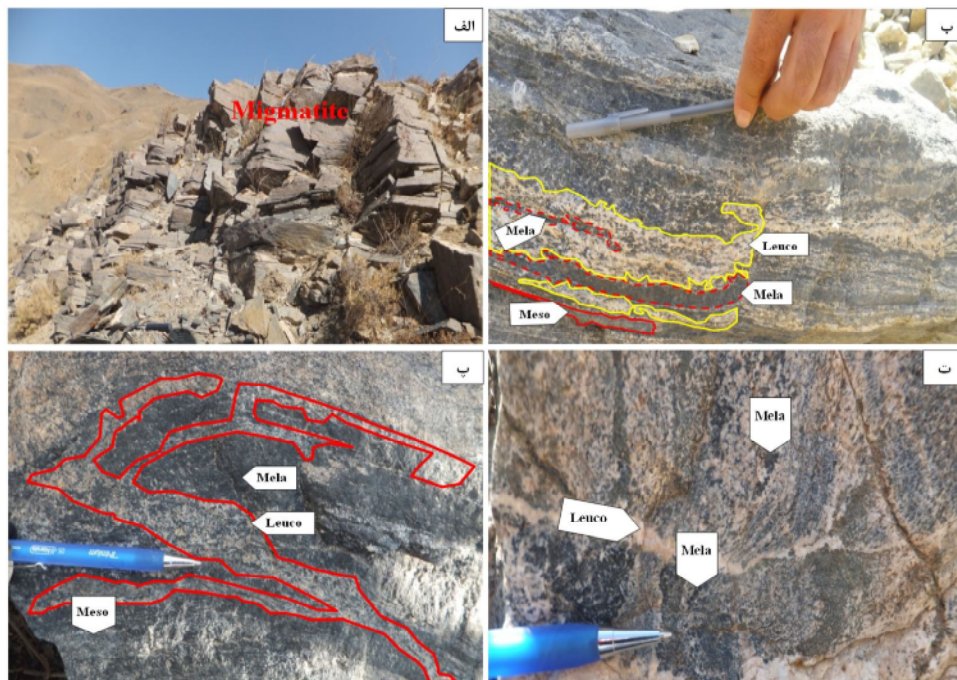 الف
Migmatite
ب
Mela
Leuco
Mela
Meso
پ
Mela
Leuco
Meso
ت
Mela
Leuco
Mela